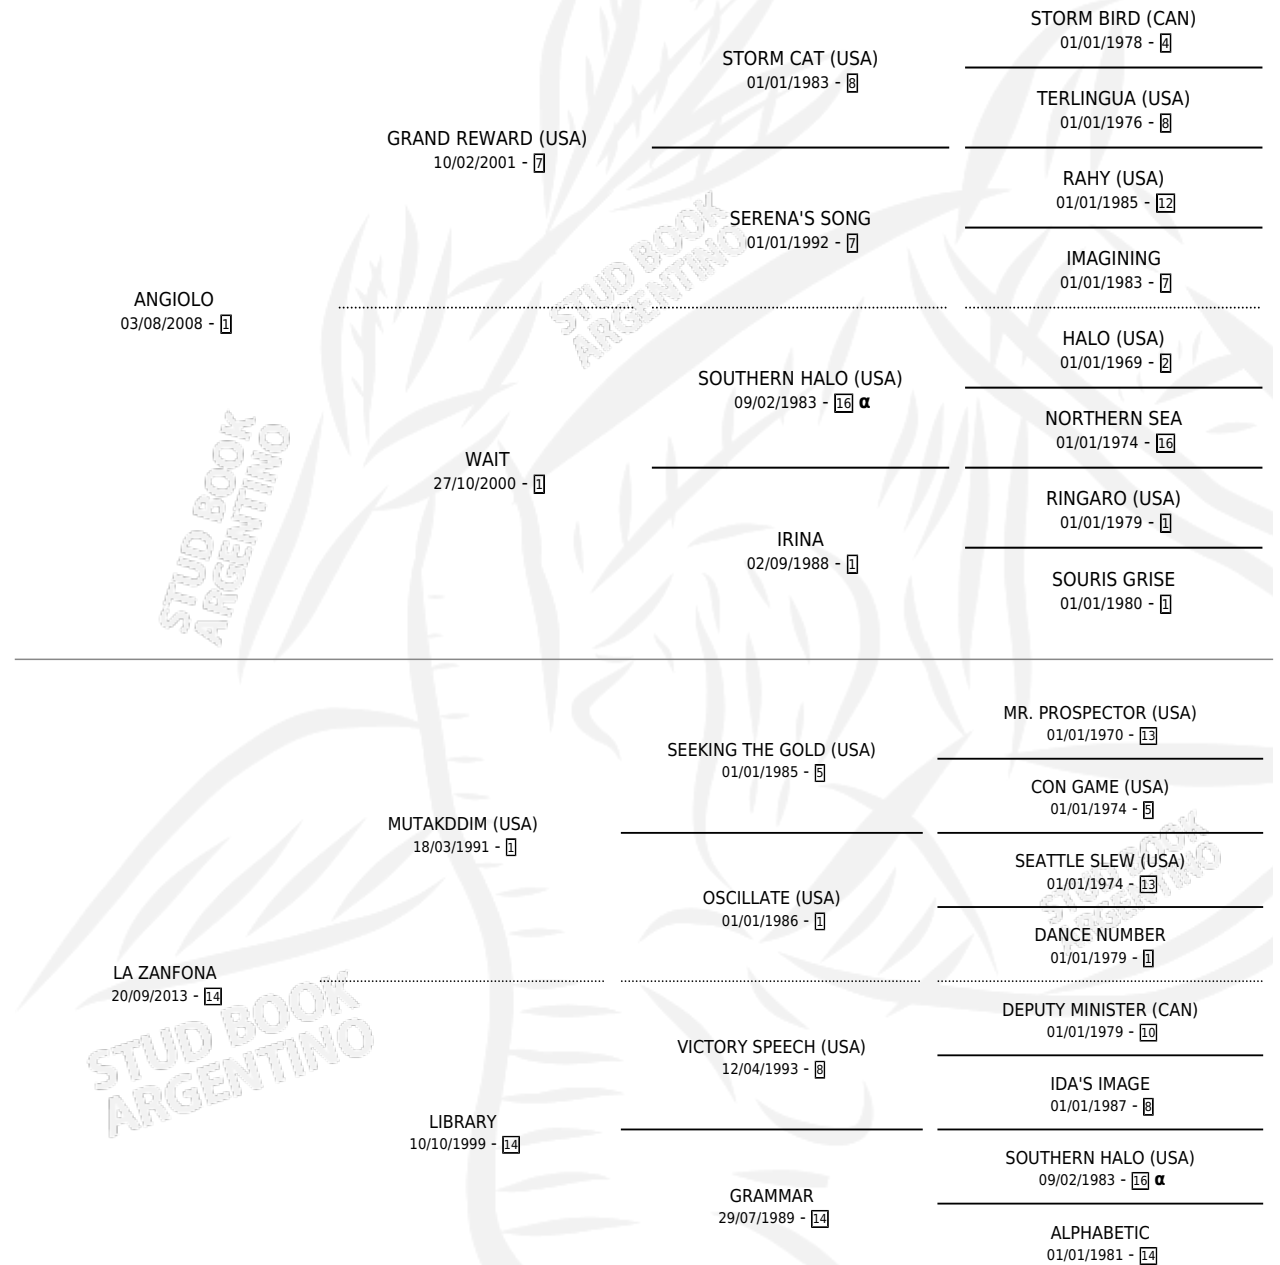 STORM BIRD (CAN)
01/01/1978 - 4
STORM CAT (USA)
01/01/1983 - 8
TERLINGUA (USA)
01/01/1976 - 8
GRAND REWARD (USA)
10/02/2001 - 7
RAHY (USA)
01/01/1985 - 12
SERENA'S SONG
01/01/1992 - 7
IMAGINING
01/01/1983 - 7
STUD BOOK
ARGENTINO
ANGIOLO
03/08/2008 - 1
HALO (USA)
01/01/1969 - 2
SOUTHERN HALO (USA)
09/02/1983 - 16 α
NORTHERN SEA
01/01/1974 - 16
WAIT
27/10/2000 - 1
RINGARO (USA)
01/01/1979 - 1
IRINA
02/09/1988 - 1
SOURIS GRISE
01/01/1980 - 1
STUD BOOK
ARGENTINO
MR. PROSPECTOR (USA)
01/01/1970 - 13
SEEKING THE GOLD (USA)
01/01/1985 - 5
CON GAME (USA)
01/01/1974 - 5
MUTAKDDIM (USA)
18/03/1991 - 1
SEATTLE SLEW (USA)
01/01/1974 - 13
OSCILLATE (USA)
01/01/1986 - 1
DANCE NUMBER
01/01/1979 - 1
STUD BOOK
ARGENTINO
LA ZANFONA
20/09/2013 - 14
DEPUTY MINISTER (CAN)
01/01/1979 - 10
VICTORY SPEECH (USA)
12/04/1993 - 8
IDA'S IMAGE
01/01/1987 - 8
LIBRARY
10/10/1999 - 14
SOUTHERN HALO (USA)
09/02/1983 - 16 α
GRAMMAR
29/07/1989 - 14
ALPHABETIC
01/01/1981 - 14
STUD BOOK
ARGENTINO